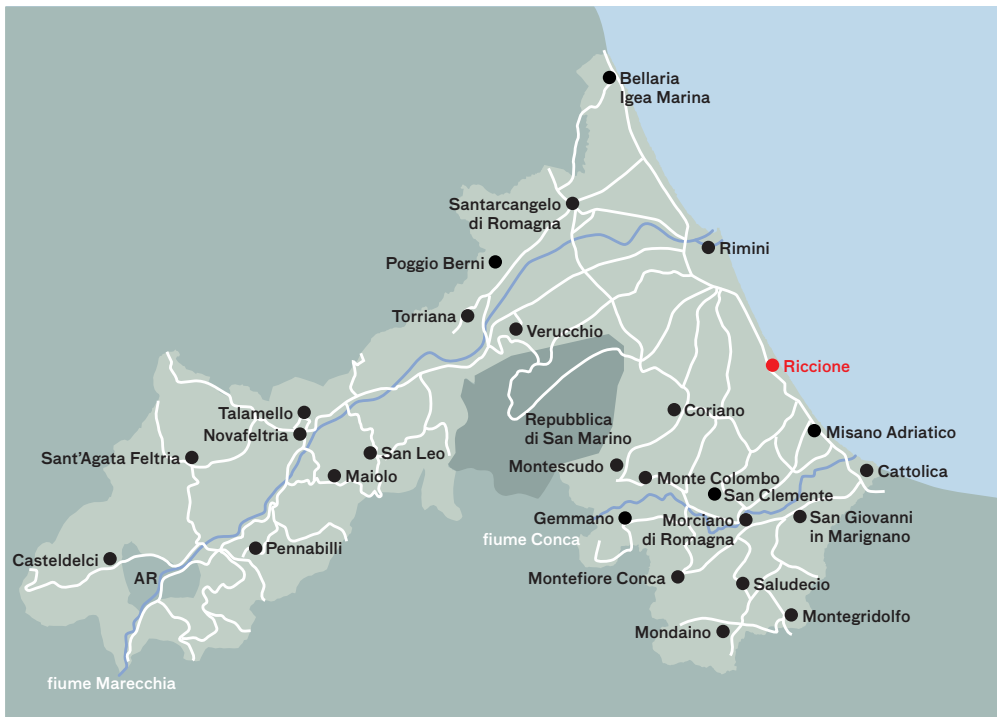 Bellaria
Igea Marina
Santarcangelo
di Romagna
Rimini
Poggio Berni
Torriana
Verucchio
Riccione
Talamello
Novafeltria
Coriano
Repubblica
di San Marino
Misano Adriatico
Sant'Agata Feltria
San Leo
Montescudo
Cattolica
Maiolo
Monte Colombo
San Clemente
Gemmano
Morciano
di Romagna
San Giovanni
in Marignano
fiume Conca
Pennabilli
Casteldelci
AR
Montefiore Conca
Saludecio
Montegridolfo
Mondaino
fiume Marecchia